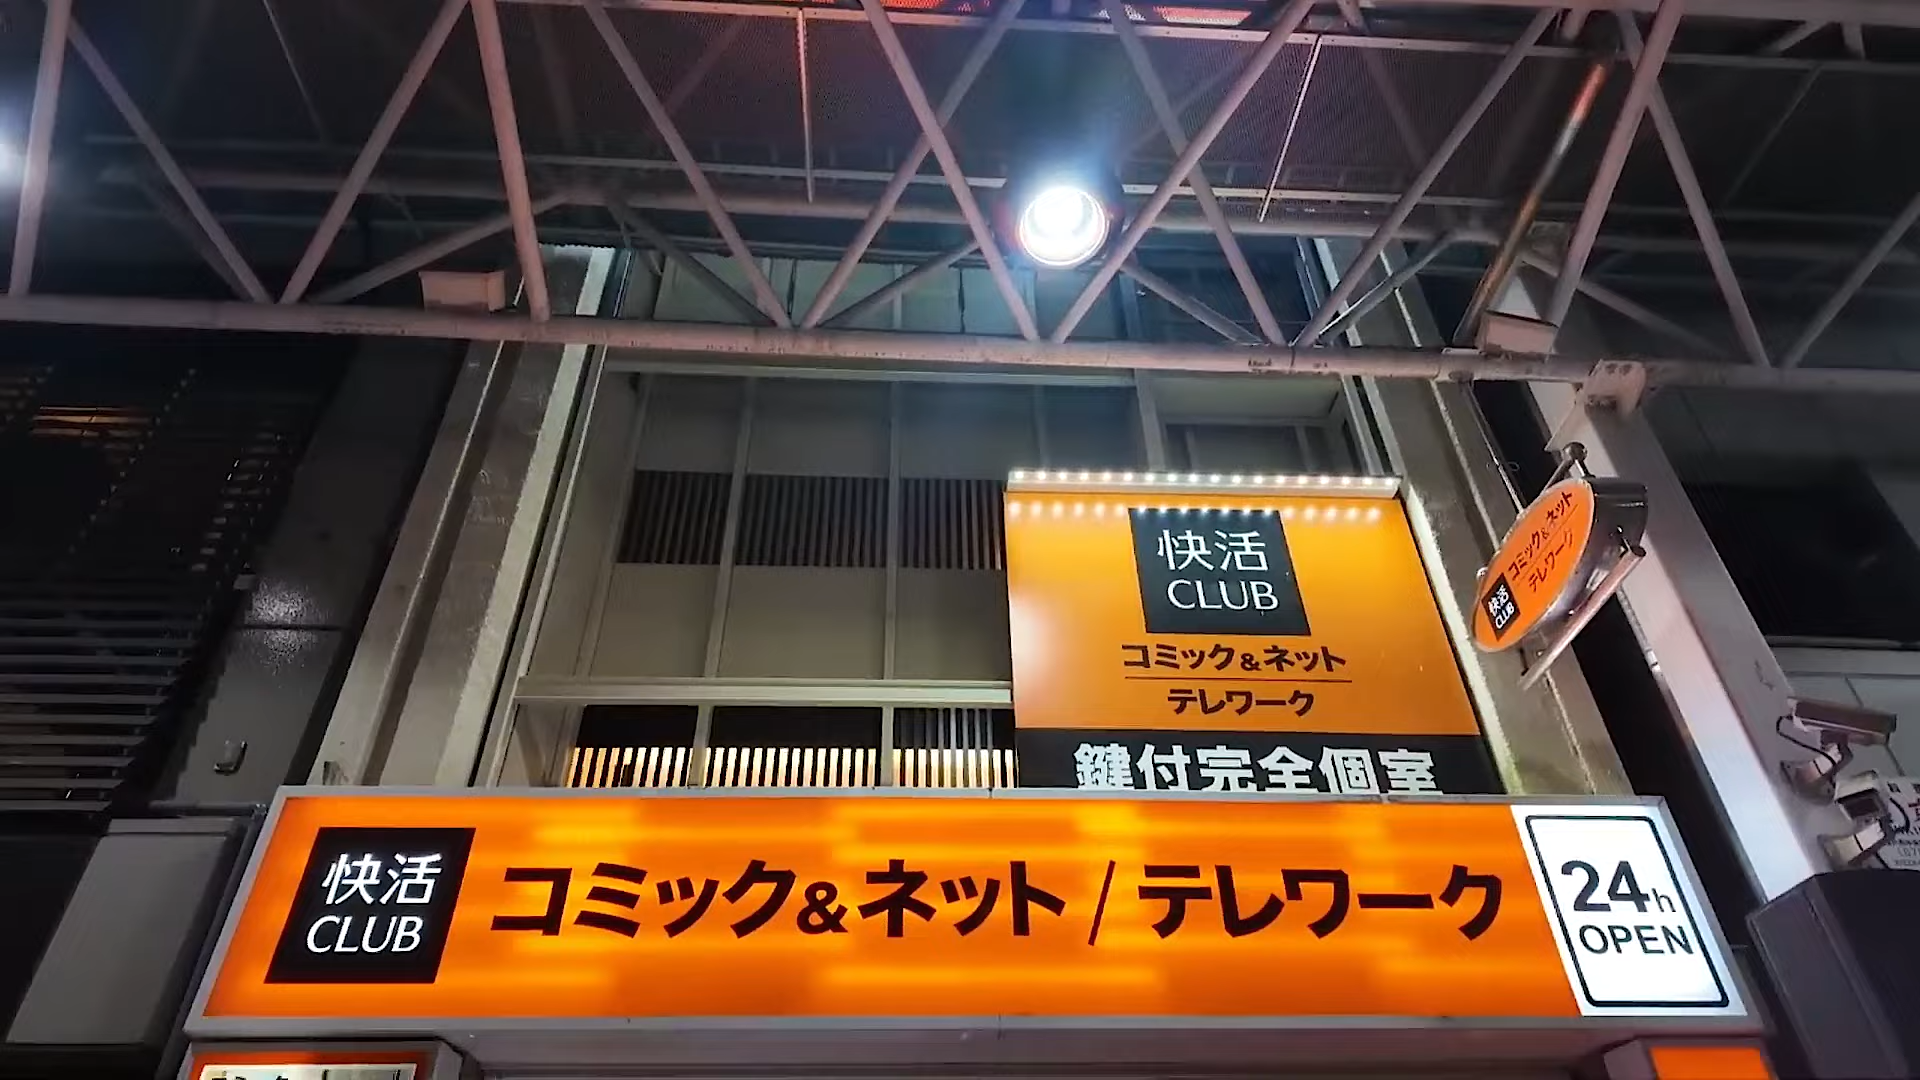 快活
CLUB
コミック&ネット
テレワーク
鍵付完全個室
快活
CLUB
コミック&ネット
テレワーク
快活
CLUB
コミック&ネット/テレワーク
24h
OPEN